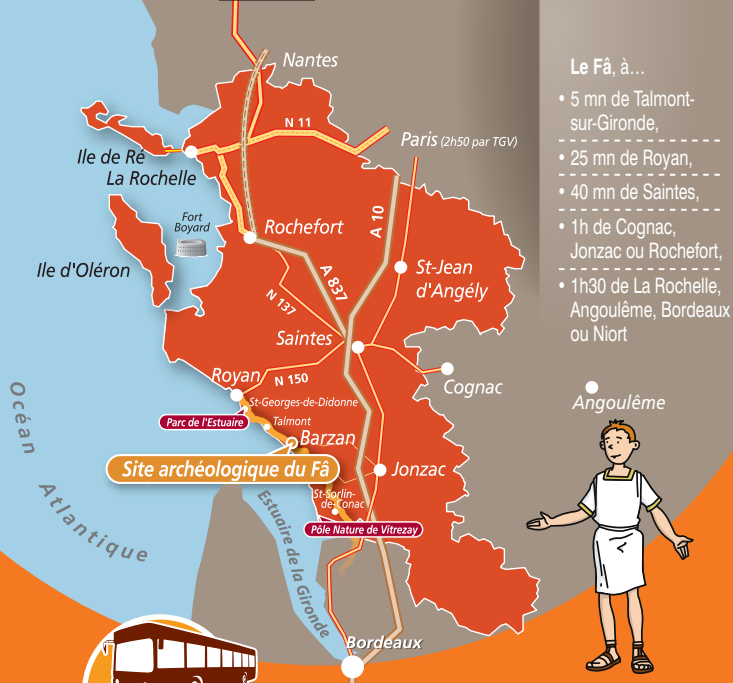 Nantes
N 11
Paris (2h50 par TGV)
Ile de Ré
La Rochelle
Fort
Boyard
Rochefort
A 10
Ile d'Oléron
A 837
St-Jean
d'Angély
N 137
Saintes
Royan
N 150
Cognac
St-Georges-de-Didonne
Parc de l'Estuaire
Talmont
Barzan
Angoulême
Site archéologique du Fâ
Jonzac
St-Sorlin-
de-Conac
Pôle Nature de Vitrezay
Océan
Atlantique
Estuaire de la Gironde
Bordeaux
Le Fâ, à...
• 5 mn de Talmont-
sur-Gironde,
• 25 mn de Royan,
• 40 mn de Saintes,
• 1h de Cognac,
Jonzac ou Rochefort,
• 1h30 de La Rochelle,
Angoulême, Bordeaux
ou Niort